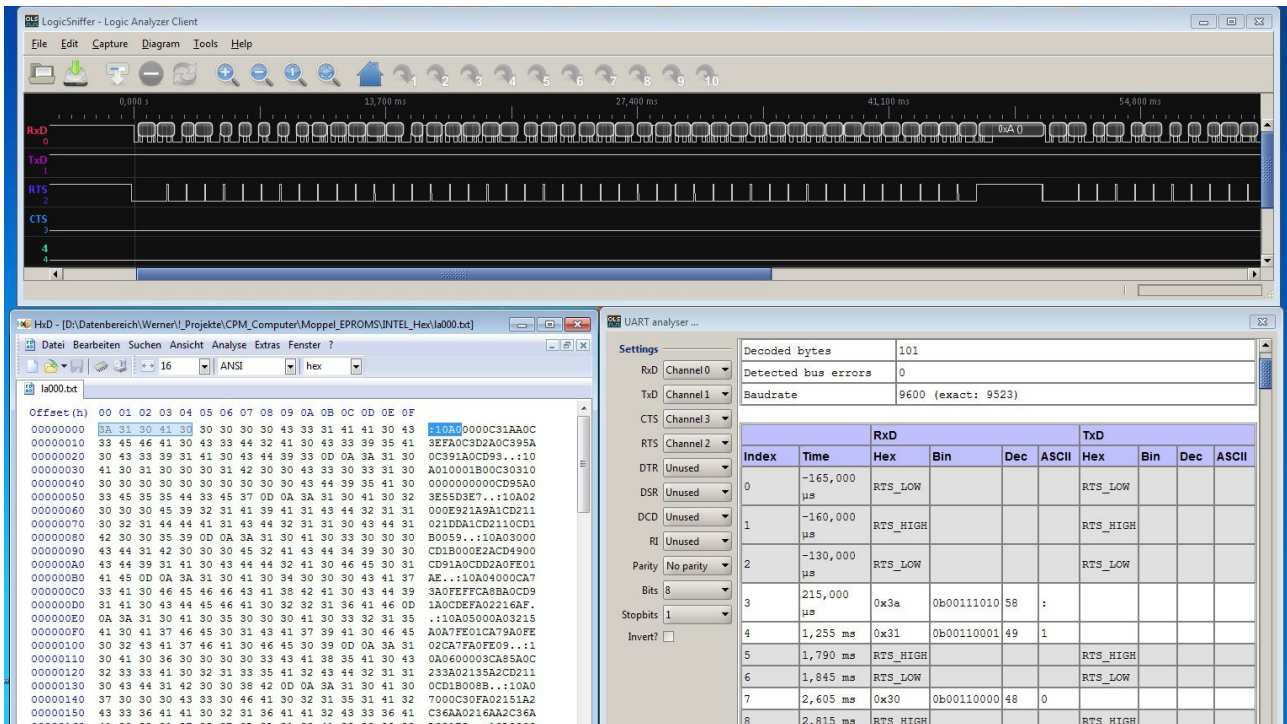 LogicSniffer - Logic Analyzer Client
File Edit Capture Diagram Tools Help
1 2 3 4 5 6 7 8 9 10
0,000 s 13,700 ms 27,400 ms 41,100 ms 54,800 ms
RxD
0
0xA ()
TxD
1
RTS
2
CTS
3
4
4
HxD - [D:\Datenbereich\Werner\!_Projekte\CPM_Computer\Moppel_EPROMS\INTEL_Hex\la000.txt]
Datei Bearbeiten Suchen Ansicht Analyse Extras Fenster ?
16 ANSI hex
la000.txt
Offset(h) 00 01 02 03 04 05 06 07 08 09 0A 0B 0C 0D 0E 0F
00000000 3A 31 30 41 30 30 30 30 30 43 33 31 41 41 30 43 :10A00000C31AA0C
00000010 33 45 46 41 30 43 33 44 32 41 30 43 33 39 35 41 3EFA0C3D2A0C395A
00000020 30 43 33 39 31 41 30 43 44 39 33 0D 0A 3A 31 30 0C391A0CD93..:10
00000030 41 30 31 30 30 30 31 42 30 30 43 33 30 33 31 30 A010001B00C30310
00000040 30 30 30 30 30 30 30 30 30 30 43 44 39 35 41 30 0000000000CD95A0
00000050 33 45 35 35 44 33 45 37 0D 0A 3A 31 30 41 30 32 3E55D3E7..:10A02
00000060 30 30 30 45 39 32 31 41 39 41 31 43 44 32 31 31 000E921A9A1CD211
00000070 30 32 31 44 44 41 31 43 44 32 31 31 30 43 44 31 021DDA1CD2110CD1
00000080 42 30 30 35 39 0D 0A 3A 31 30 41 30 33 30 30 30 B0059..:10A03000
00000090 43 44 31 42 30 30 30 45 32 41 43 44 34 39 30 30 CD1B000E2ACD4900
000000A0 43 44 39 31 41 30 43 44 44 32 41 30 46 45 30 31 CD91A0CDD2A0FE01
000000B0 41 45 0D 0A 3A 31 30 41 30 34 30 30 30 43 41 37 AE..:10A04000CA7
000000C0 33 41 30 46 45 46 46 43 41 38 42 41 30 43 44 39 3A0FEFFCA8BA0CD9
000000D0 31 41 30 43 44 45 46 41 30 32 32 31 36 41 46 0D 1A0CDEFA02216AF.
000000E0 0A 3A 31 30 41 30 35 30 30 30 41 30 33 32 31 35 .:10A05000A03215
000000F0 41 30 41 37 46 45 30 31 43 41 37 39 41 30 46 45 A0A7FE01CA79A0FE
00000100 30 32 43 41 37 46 41 30 46 45 30 39 0D 0A 3A 31 02CA7FA0FE09..:1
00000110 30 41 30 36 30 30 30 30 33 43 41 38 35 41 30 43 0A0600003CA85A0C
00000120 32 33 33 41 30 32 31 33 35 41 32 43 44 32 31 31 233A02135A2CD211
00000130 30 43 44 31 42 30 30 38 42 0D 0A 3A 31 30 41 30 0CD1B008B..:10A0
00000140 37 30 30 30 43 33 30 46 41 30 32 31 35 31 41 32 7000C30FA02151A2
00000150 43 33 36 41 41 30 32 31 36 41 41 32 43 33 36 41 C36AA0216AA2C36A
UART analyser ...
Settings
RxD Channel 0
TxD Channel 1
CTS Channel 3
RTS Channel 2
DTR Unused
DSR Unused
DCD Unused
RI Unused
Parity No parity
Bits 8
Stopbits 1
Invert?
Decoded bytes 101
Detected bus errors 0
Baudrate 9600 (exact: 9523)
RxD TxD
Index Time Hex Bin Dec ASCII Hex Bin Dec ASCII
0 -165,000 µs RTS_LOW RTS_LOW
1 -160,000 µs RTS_HIGH RTS_HIGH
2 -130,000 µs RTS_LOW RTS_LOW
3 215,000 µs 0x3a 0b00111010 58 :
4 1,255 ms 0x31 0b00110001 49 1
5 1,790 ms RTS_HIGH RTS_HIGH
6 1,845 ms RTS_LOW RTS_LOW
7 2,605 ms 0x30 0b00110000 48 0
8 2,815 ms RTS_HIGH RTS_HIGH